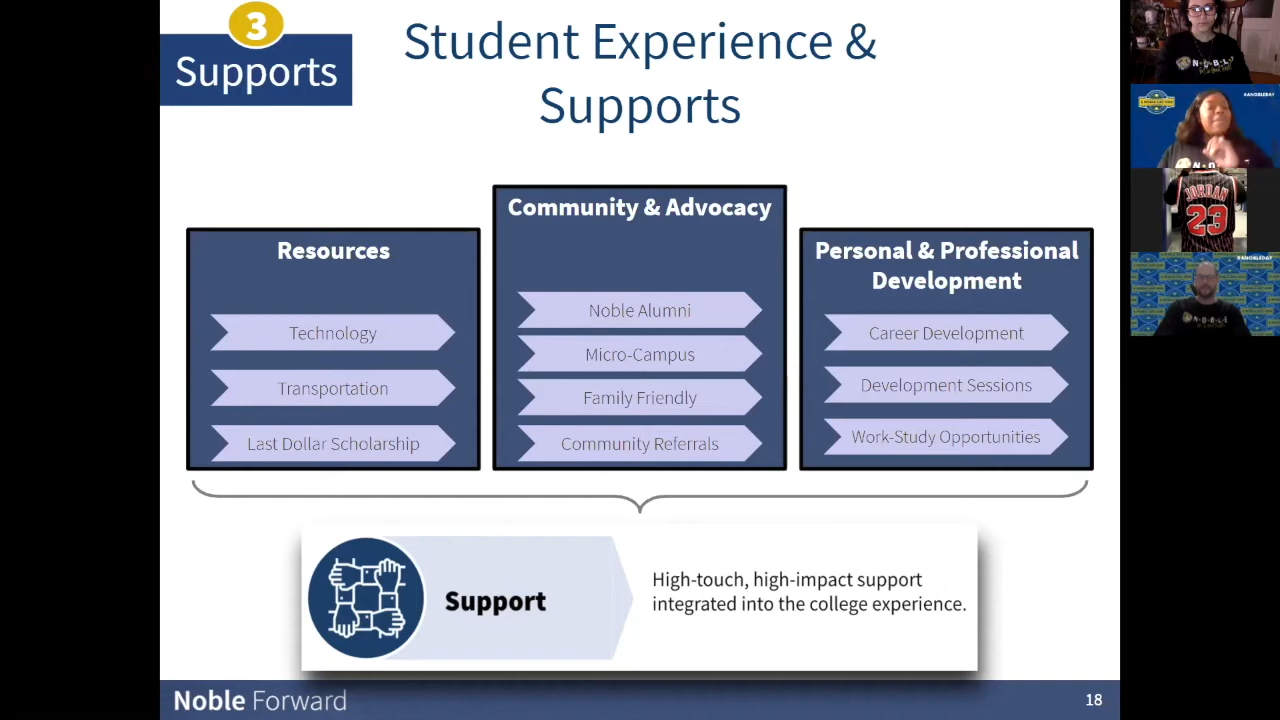 3
Supports
Student Experience &
Supports
Resources
Technology
Transportation
Last Dollar Scholarship
Community & Advocacy
Noble Alumni
Micro-Campus
Family Friendly
Community Referrals
Personal & Professional
Development
Career Development
Development Sessions
Work-Study Opportunities
Support
High-touch, high-impact support
integrated into the college experience.
Noble Forward
18
N·O·B·L·E
#ANOBLEDAY
JORDAN
23
#ANOBLEDAY
N·O·B·L·E